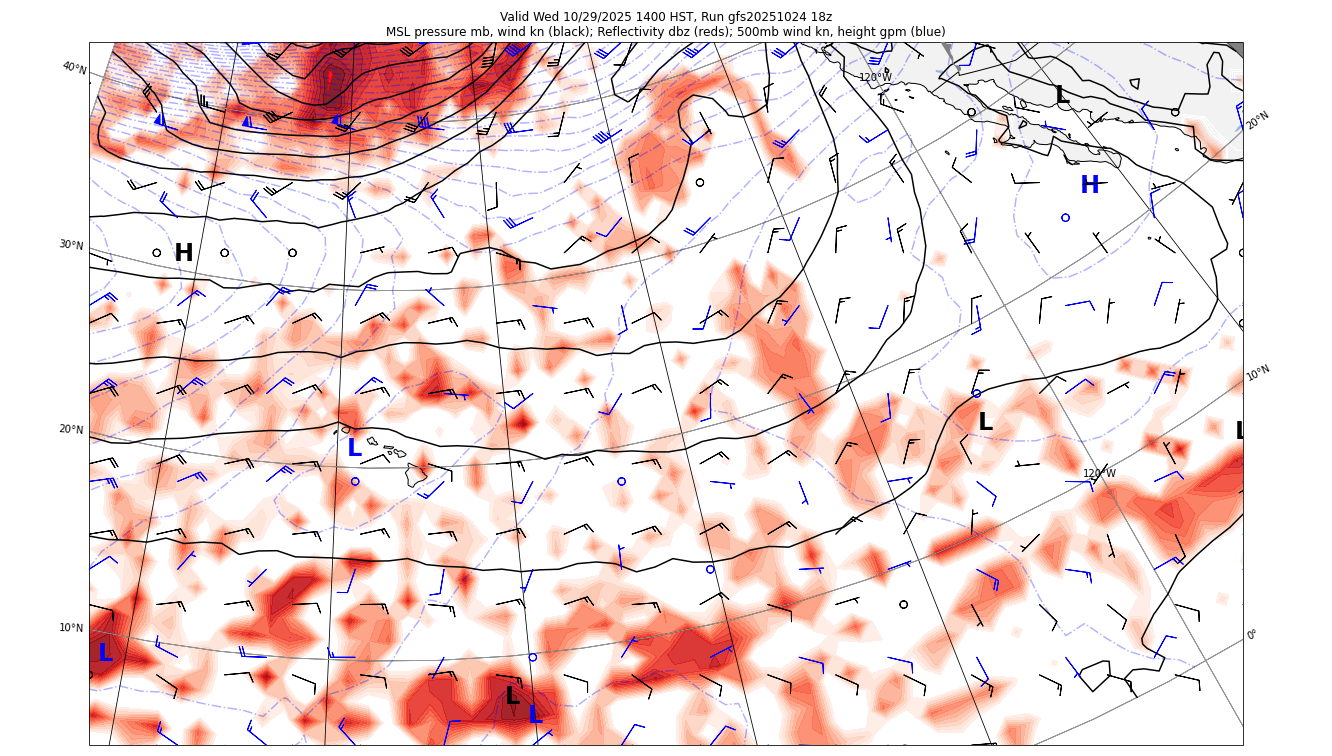 Valid Wed 10/29/2025 1400 HST, Run gfs20251024 18z
MSL pressure mb, wind kn (black); Reflectivity dbz (reds); 500mb wind kn, height gpm (blue)
40°N
120°W
L
20°N
H
30°N
H
10°N
20°N
L
L
L
120°W
10°N
0°
L
L
L